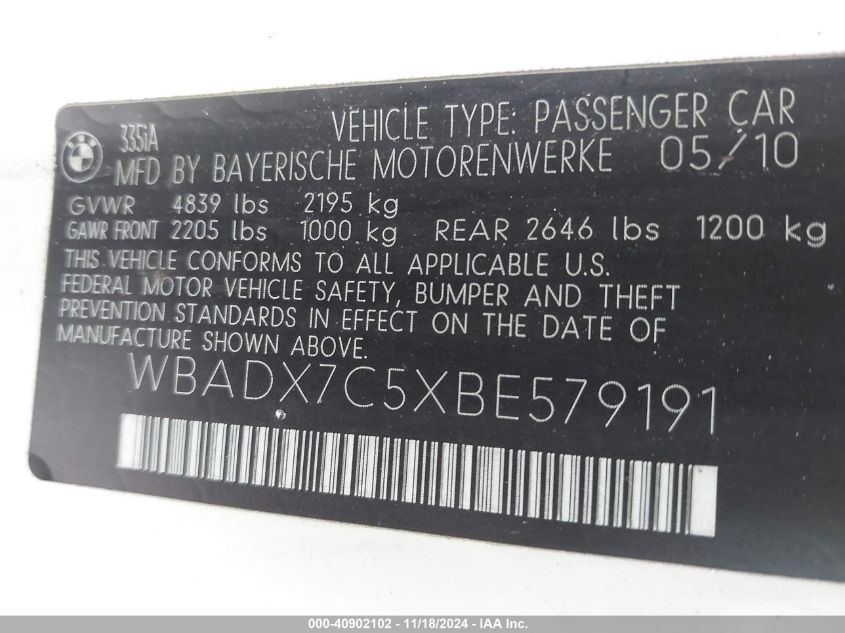 335iA VEHICLE TYPE: PASSENGER CAR
MFD BY BAYERISCHE MOTORENWERKE 05/10
GVWR 4839 lbs 2195 kg
GAWR FRONT 2205 lbs 1000 kg REAR 2646 lbs 1200 kg
THIS VEHICLE CONFORMS TO ALL APPLICABLE U.S.
FEDERAL MOTOR VEHICLE SAFETY, BUMPER AND THEFT
PREVENTION STANDARDS IN EFFECT ON THE DATE OF
MANUFACTURE SHOWN ABOVE.
WBADX7C5XBE579191
000-40902102 - 11/18/2024 - IAA Inc.